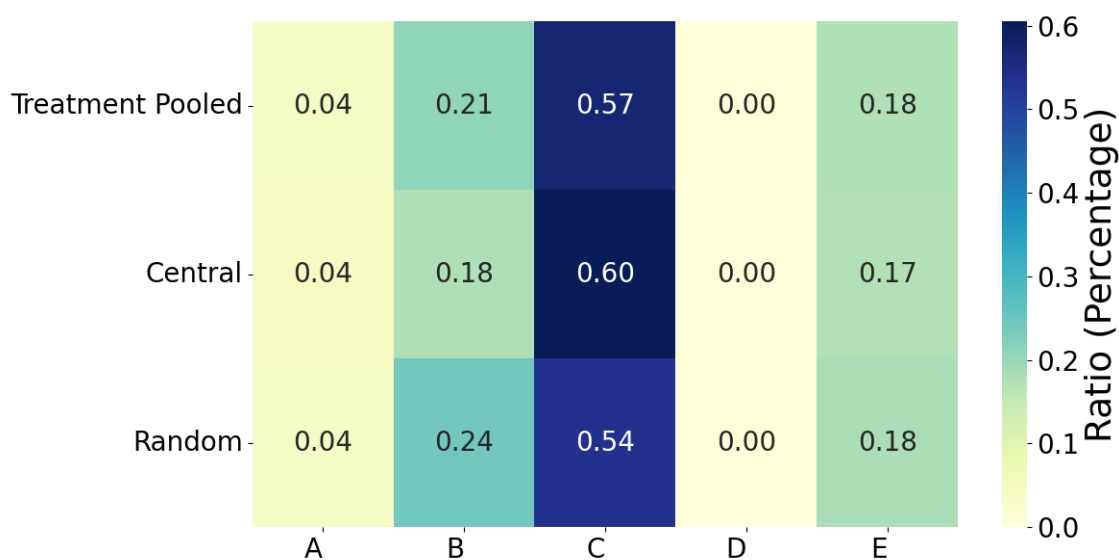 Treatment Pooled 0.04 0.21 0.57 0.00 0.18
Central 0.04 0.18 0.60 0.00 0.17
Random 0.04 0.24 0.54 0.00 0.18
A B C D E
0.6
0.5
0.4
0.3
0.2
0.1
0.0
Ratio (Percentage)